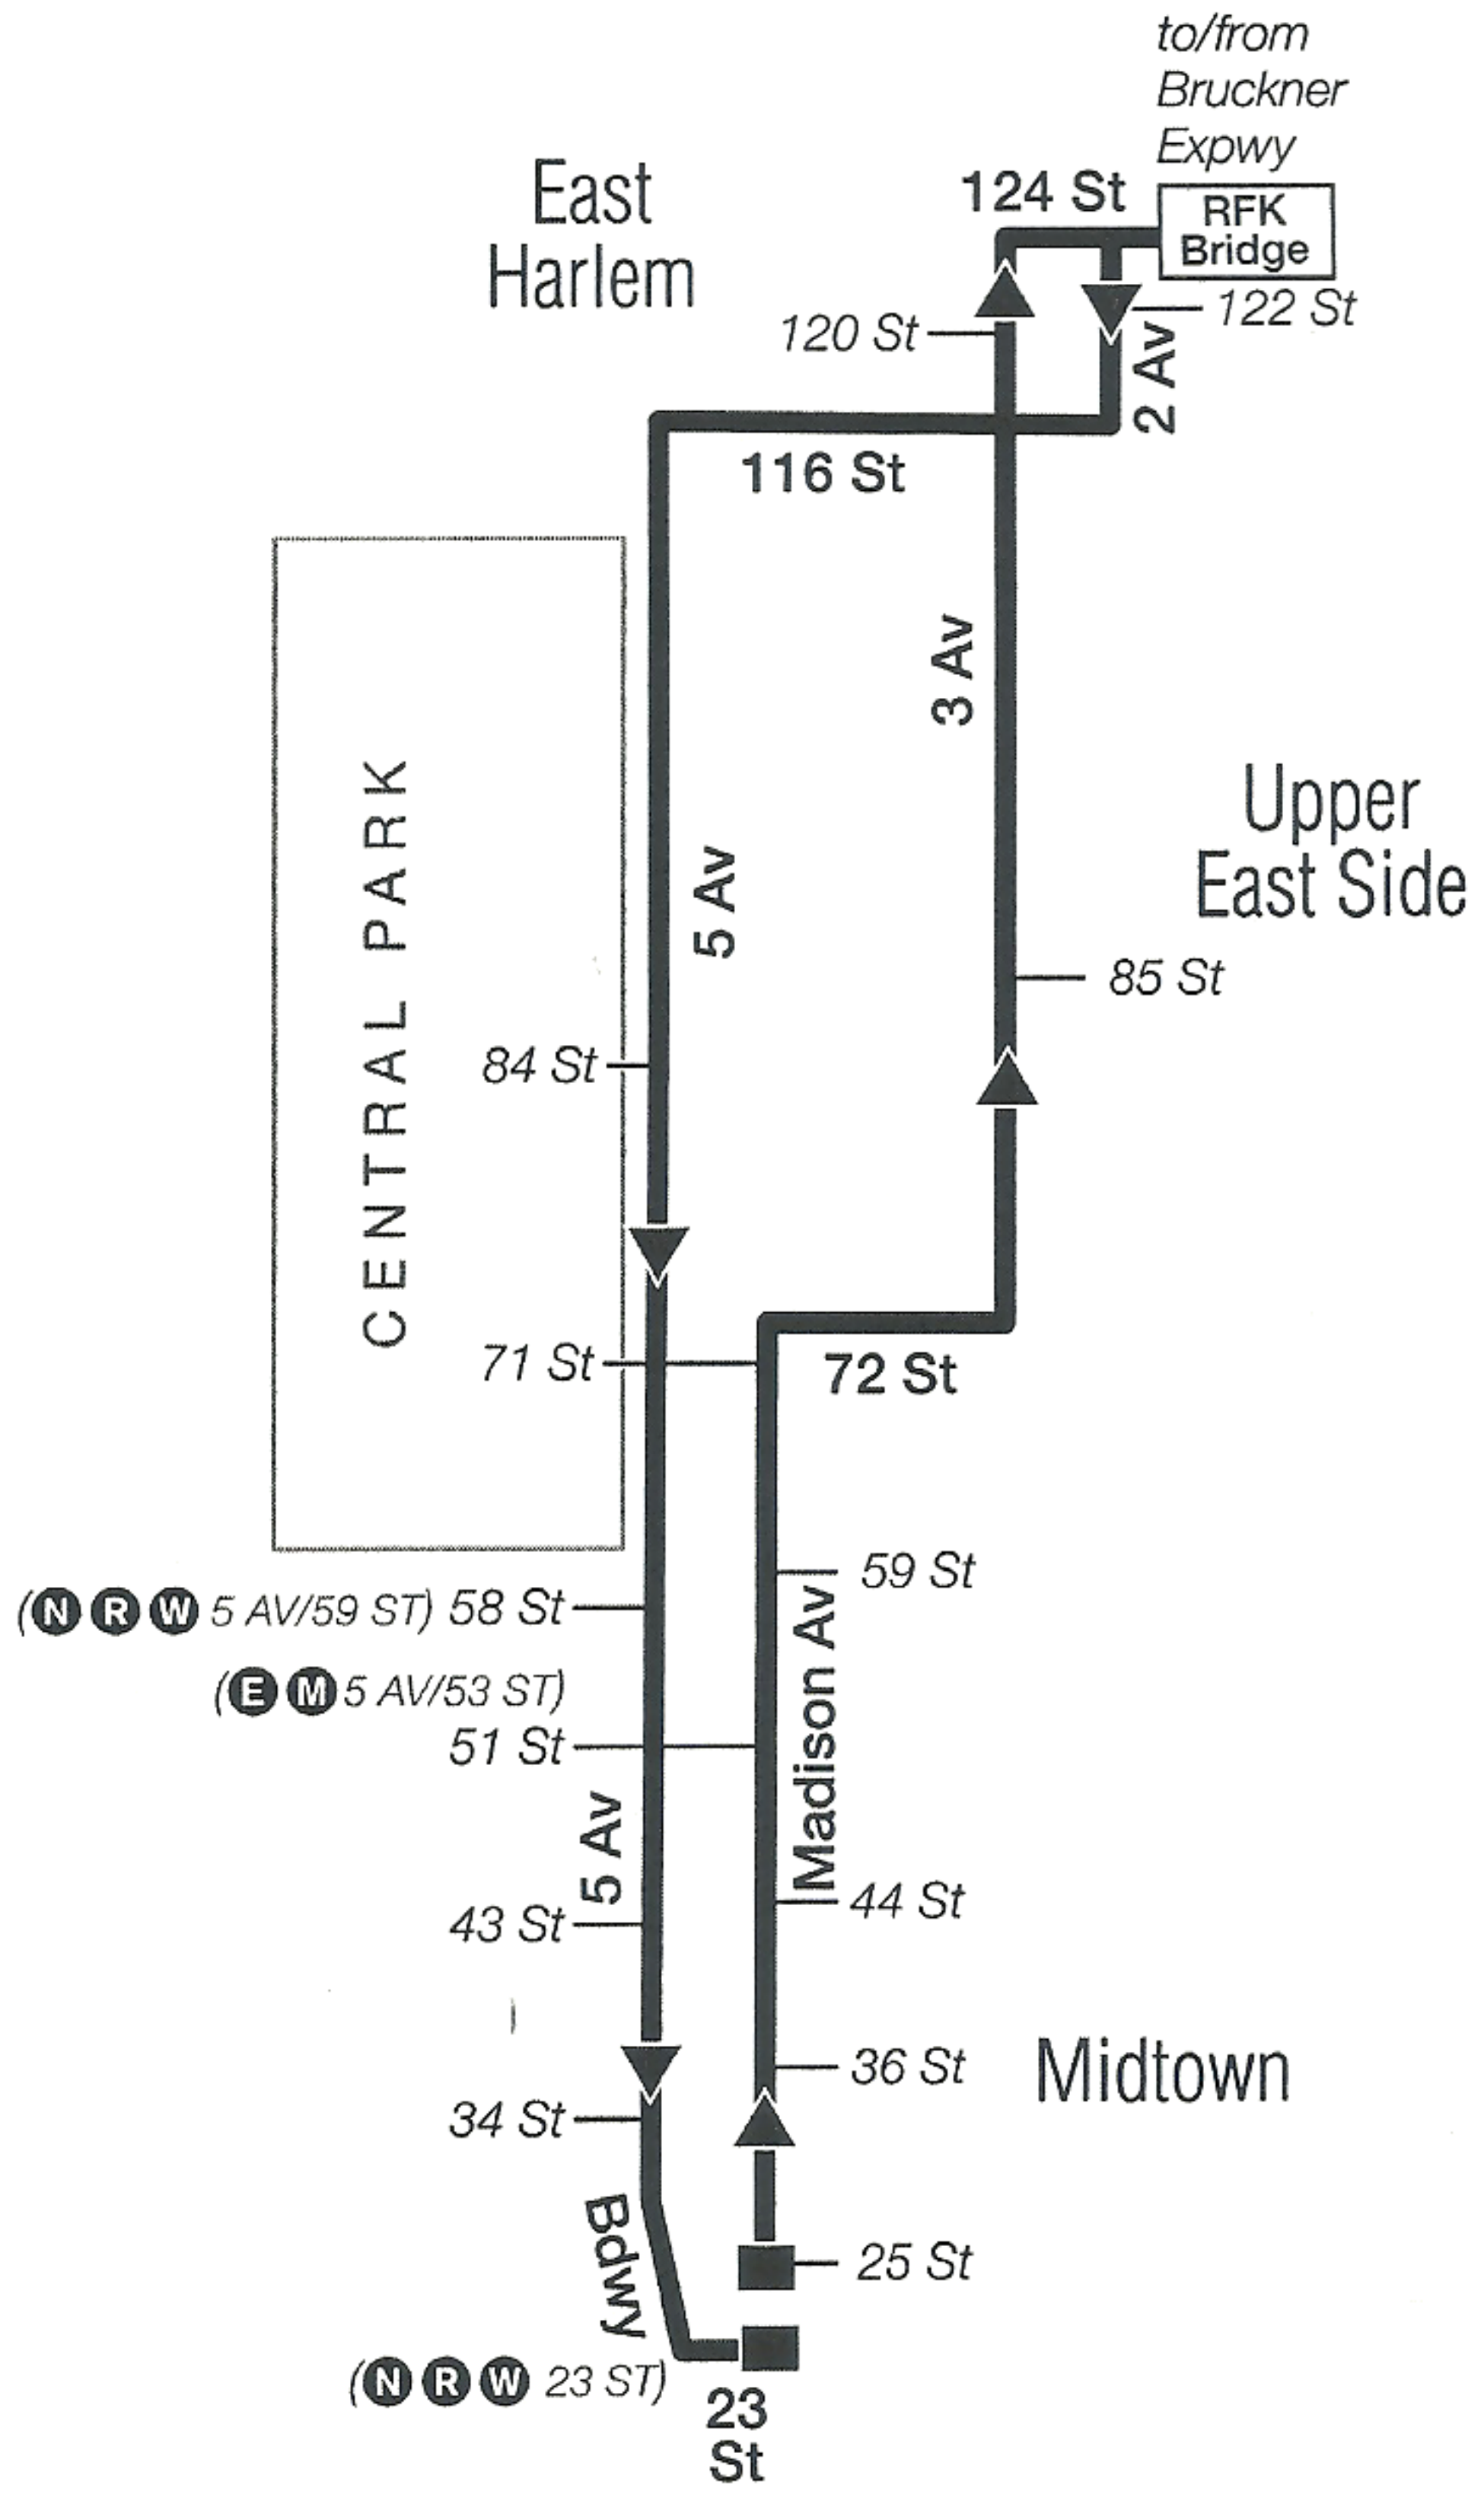 to/from
Bruckner
Expwy
East
Harlem
124 St
RFK
Bridge
122 St
120 St
2 Av
116 St
3 Av
Upper
East Side
CENTRAL PARK
5 Av
85 St
84 St
71 St
72 St
59 St
(N R W 5 AV/59 ST) 58 St
(E M 5 AV/53 ST)
51 St
Madison Av
5 Av
44 St
43 St
36 St
Midtown
34 St
Bdwy
25 St
(N R W 23 ST)
23
St